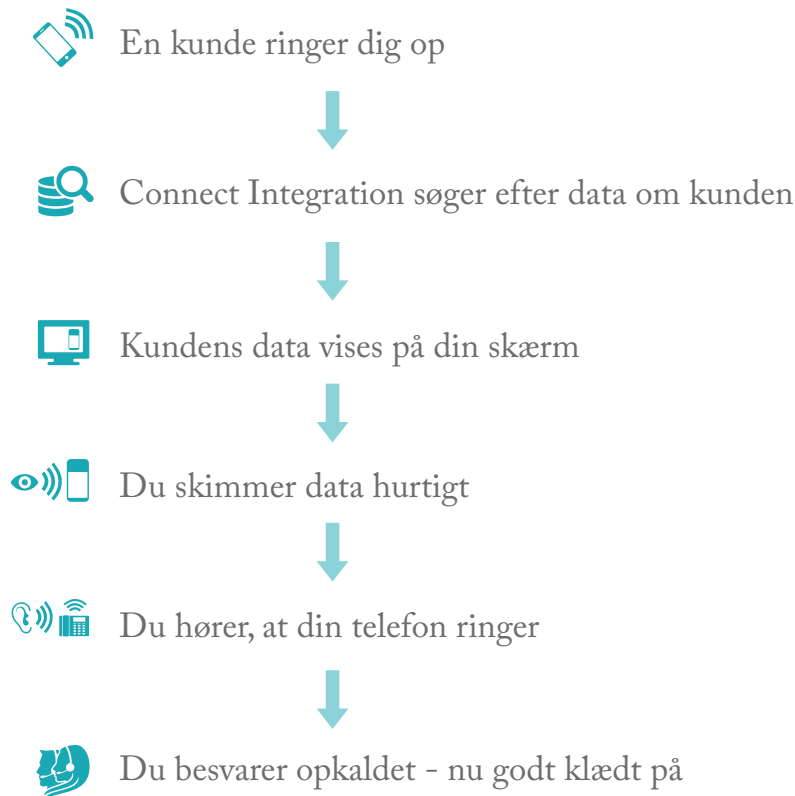 En kunde ringer dig op
Connect Integration søger efter data om kunden
Kundens data vises på din skærm
Du skimmer data hurtigt
Du hører, at din telefon ringer
Du besvarer opkaldet - nu godt klædt på